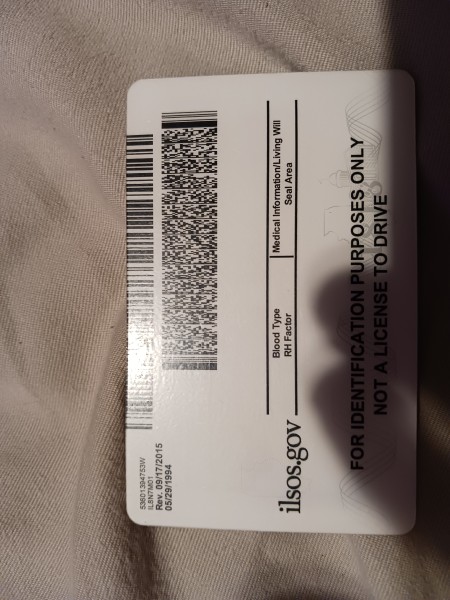 53601394753W
Rev. 09/17/2015
05/29/1994
Blood Type
RH Factor
Medical Information/Living Will
Seal Area
ilsos.gov
FOR IDENTIFICATION PURPOSES ONLY
NOT A LICENSE TO DRIVE